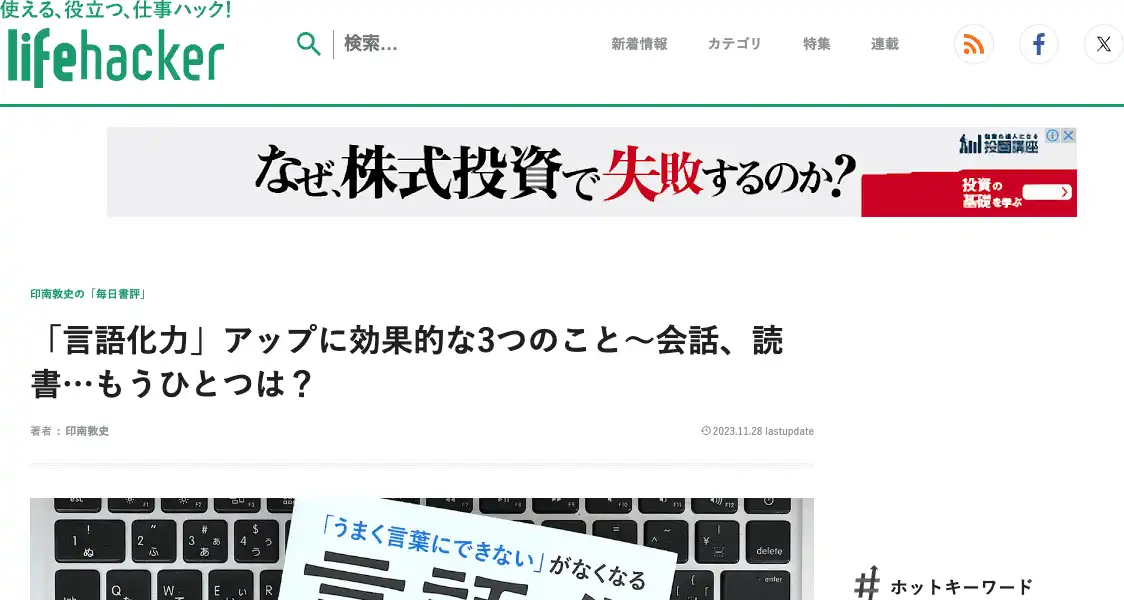 使える、役立つ、仕事ハック!
lifehacker
検索...
新着情報 カテゴリ 特集 連載
なぜ、株式投資で失敗するのか?
投資の
基礎を学ぶ
印南敦史の「毎日書評」
「言語化力」アップに効果的な3つのこと〜会話、読
書…もうひとつは？
著者：印南敦史
2023.11.28 lastupdate
「うまく言葉にできない」がなくなる
delete
enter
Q W E R
# ホットキーワード